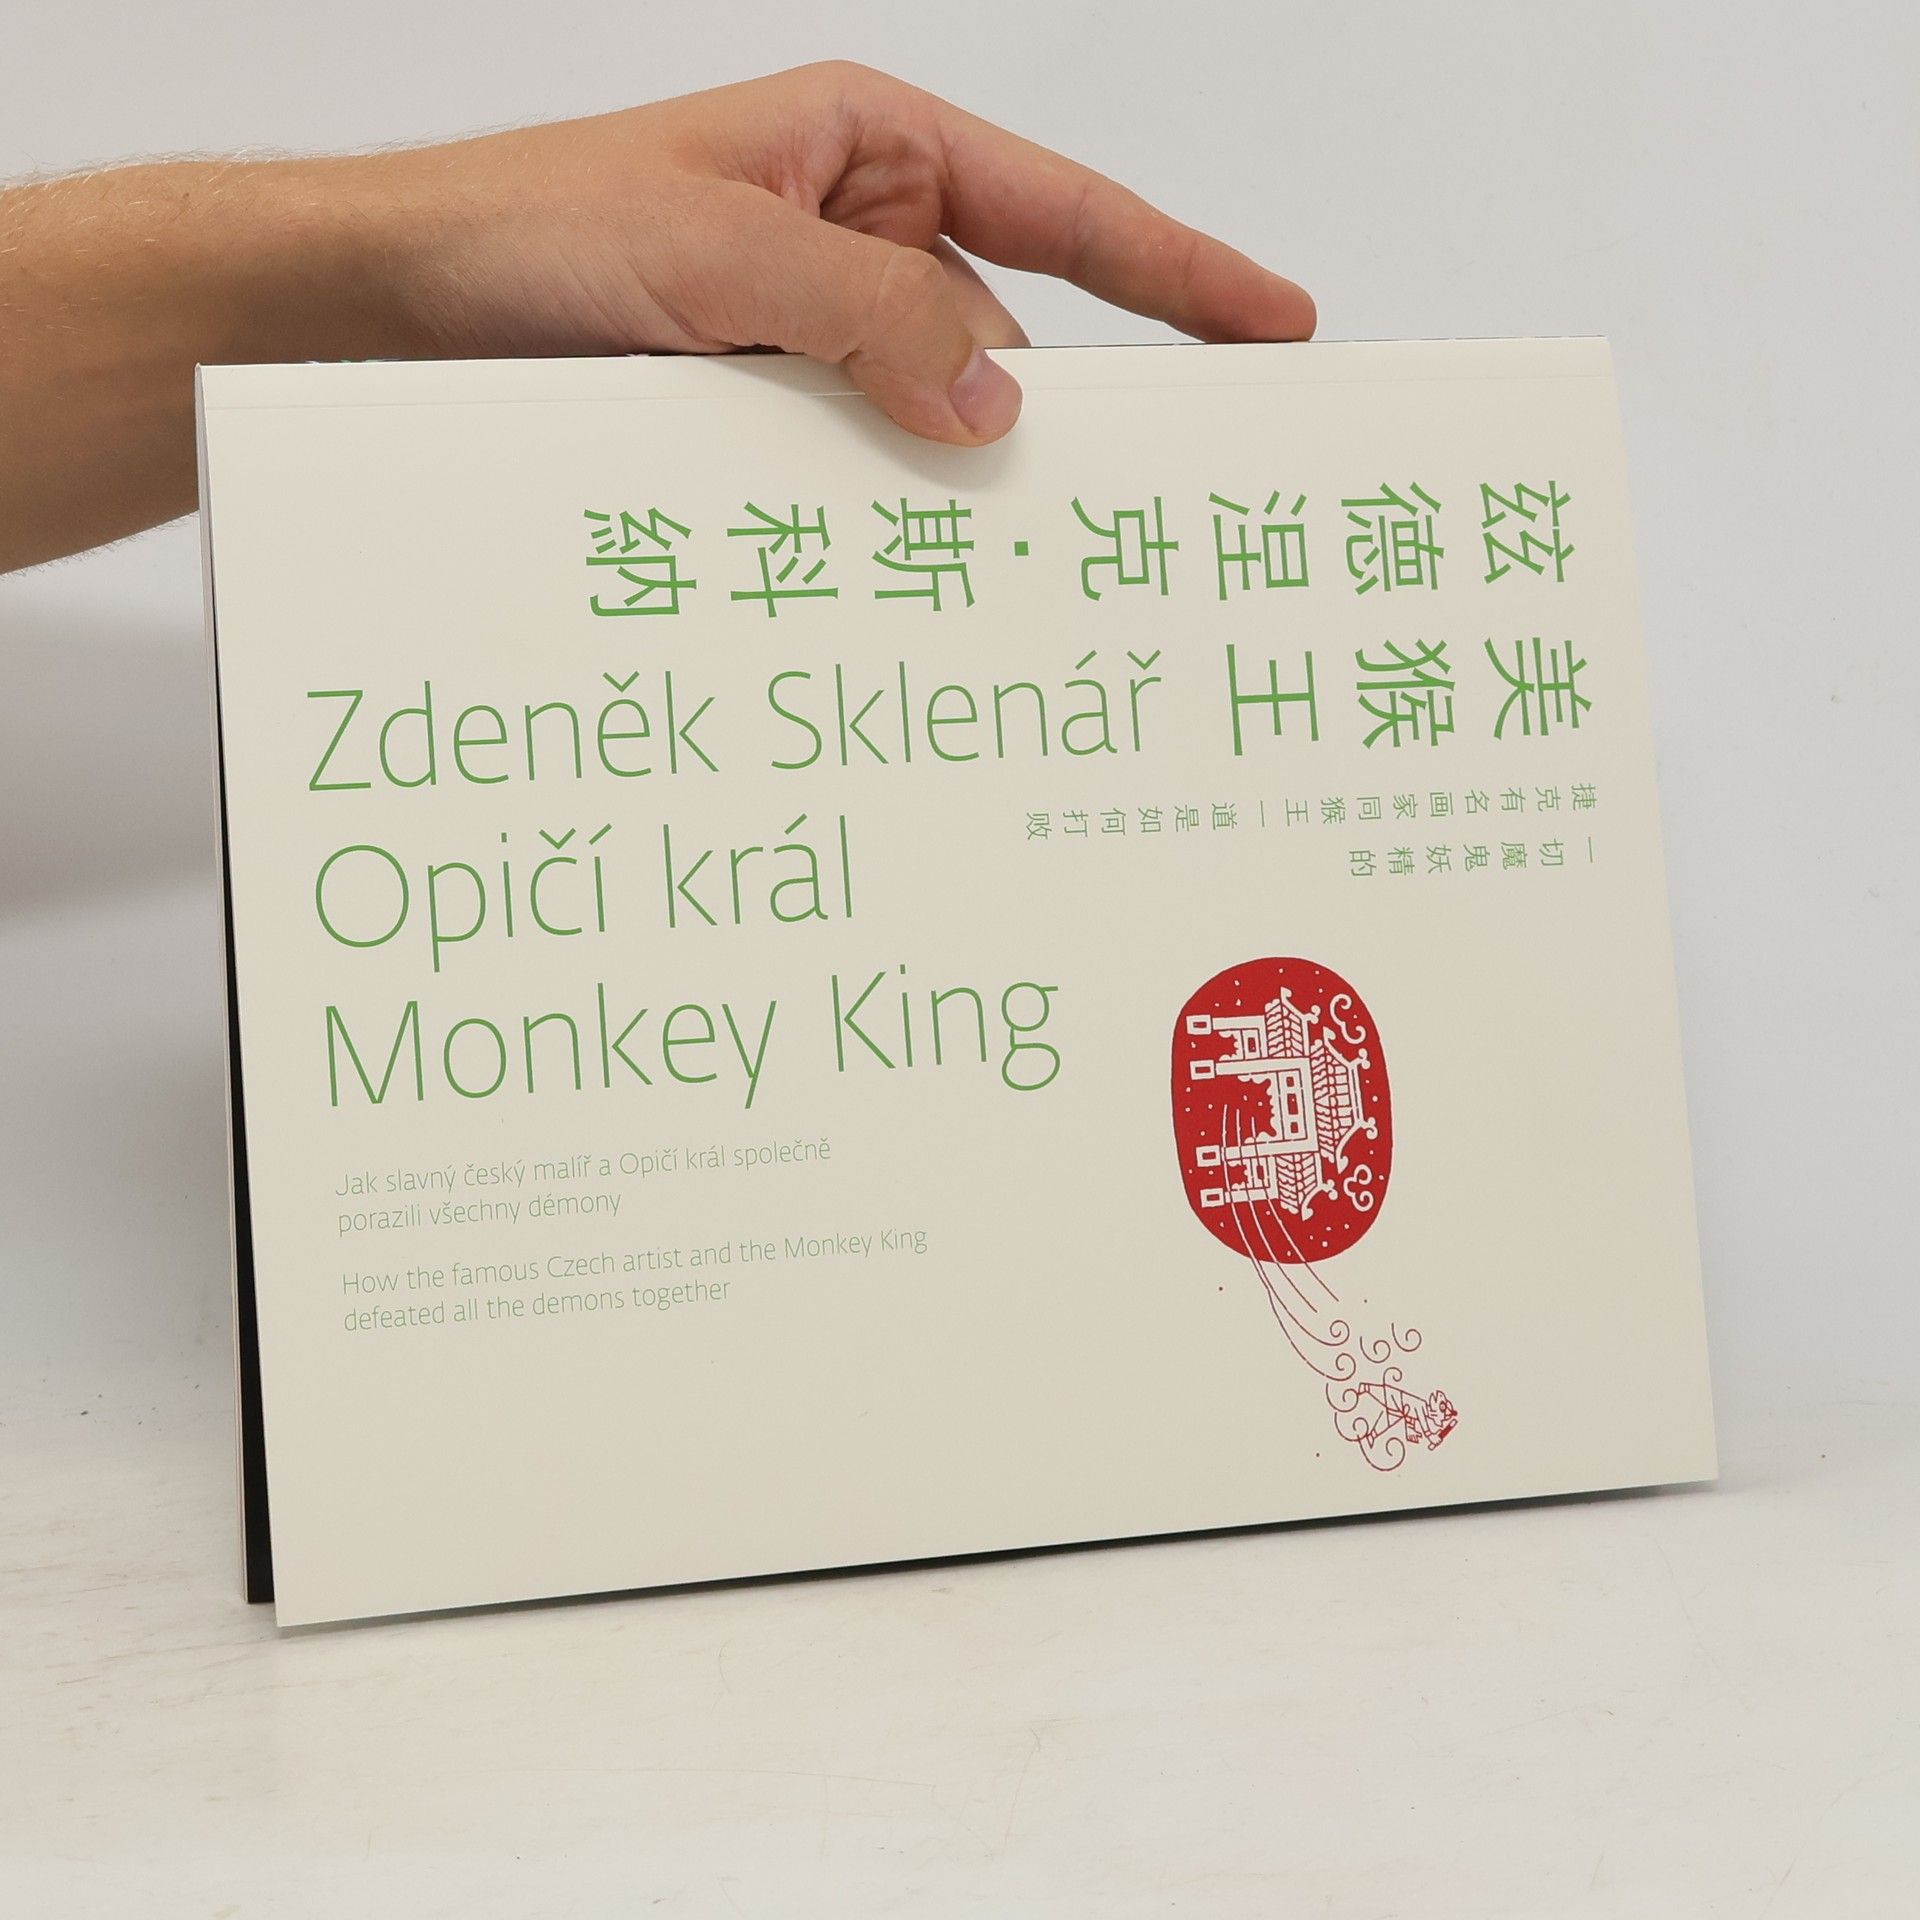 兹德涅克·斯科納
美猴王
捷克有名画家同猴王一道是如何打败
一切魔鬼妖精的
Zdeněk Sklenář
Opičí král
Monkey King
Jak slavný český malíř a Opičí král společně
porazili všechny démony
How the famous Czech artist and the Monkey King
defeated all the demons together